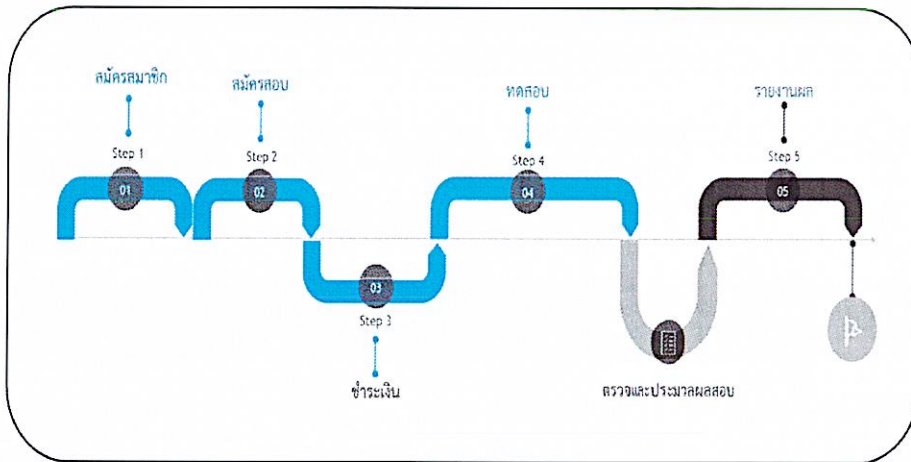 สมัครสมาชิก
Step 1
01
สมัครสอบ
Step 2
02
03
Step 3
ชำระเงิน
ทดสอบ
Step 4
04
ตรวจและประมวลผลสอบ
รายงานผล
Step 5
05